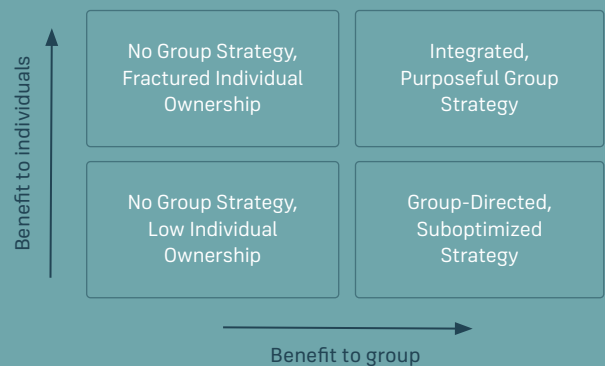 Benefit to individuals
No Group Strategy,
Fractured Individual
Ownership
Integrated,
Purposeful Group
Strategy
No Group Strategy,
Low Individual
Ownership
Group-Directed,
Suboptimized
Strategy
Benefit to group